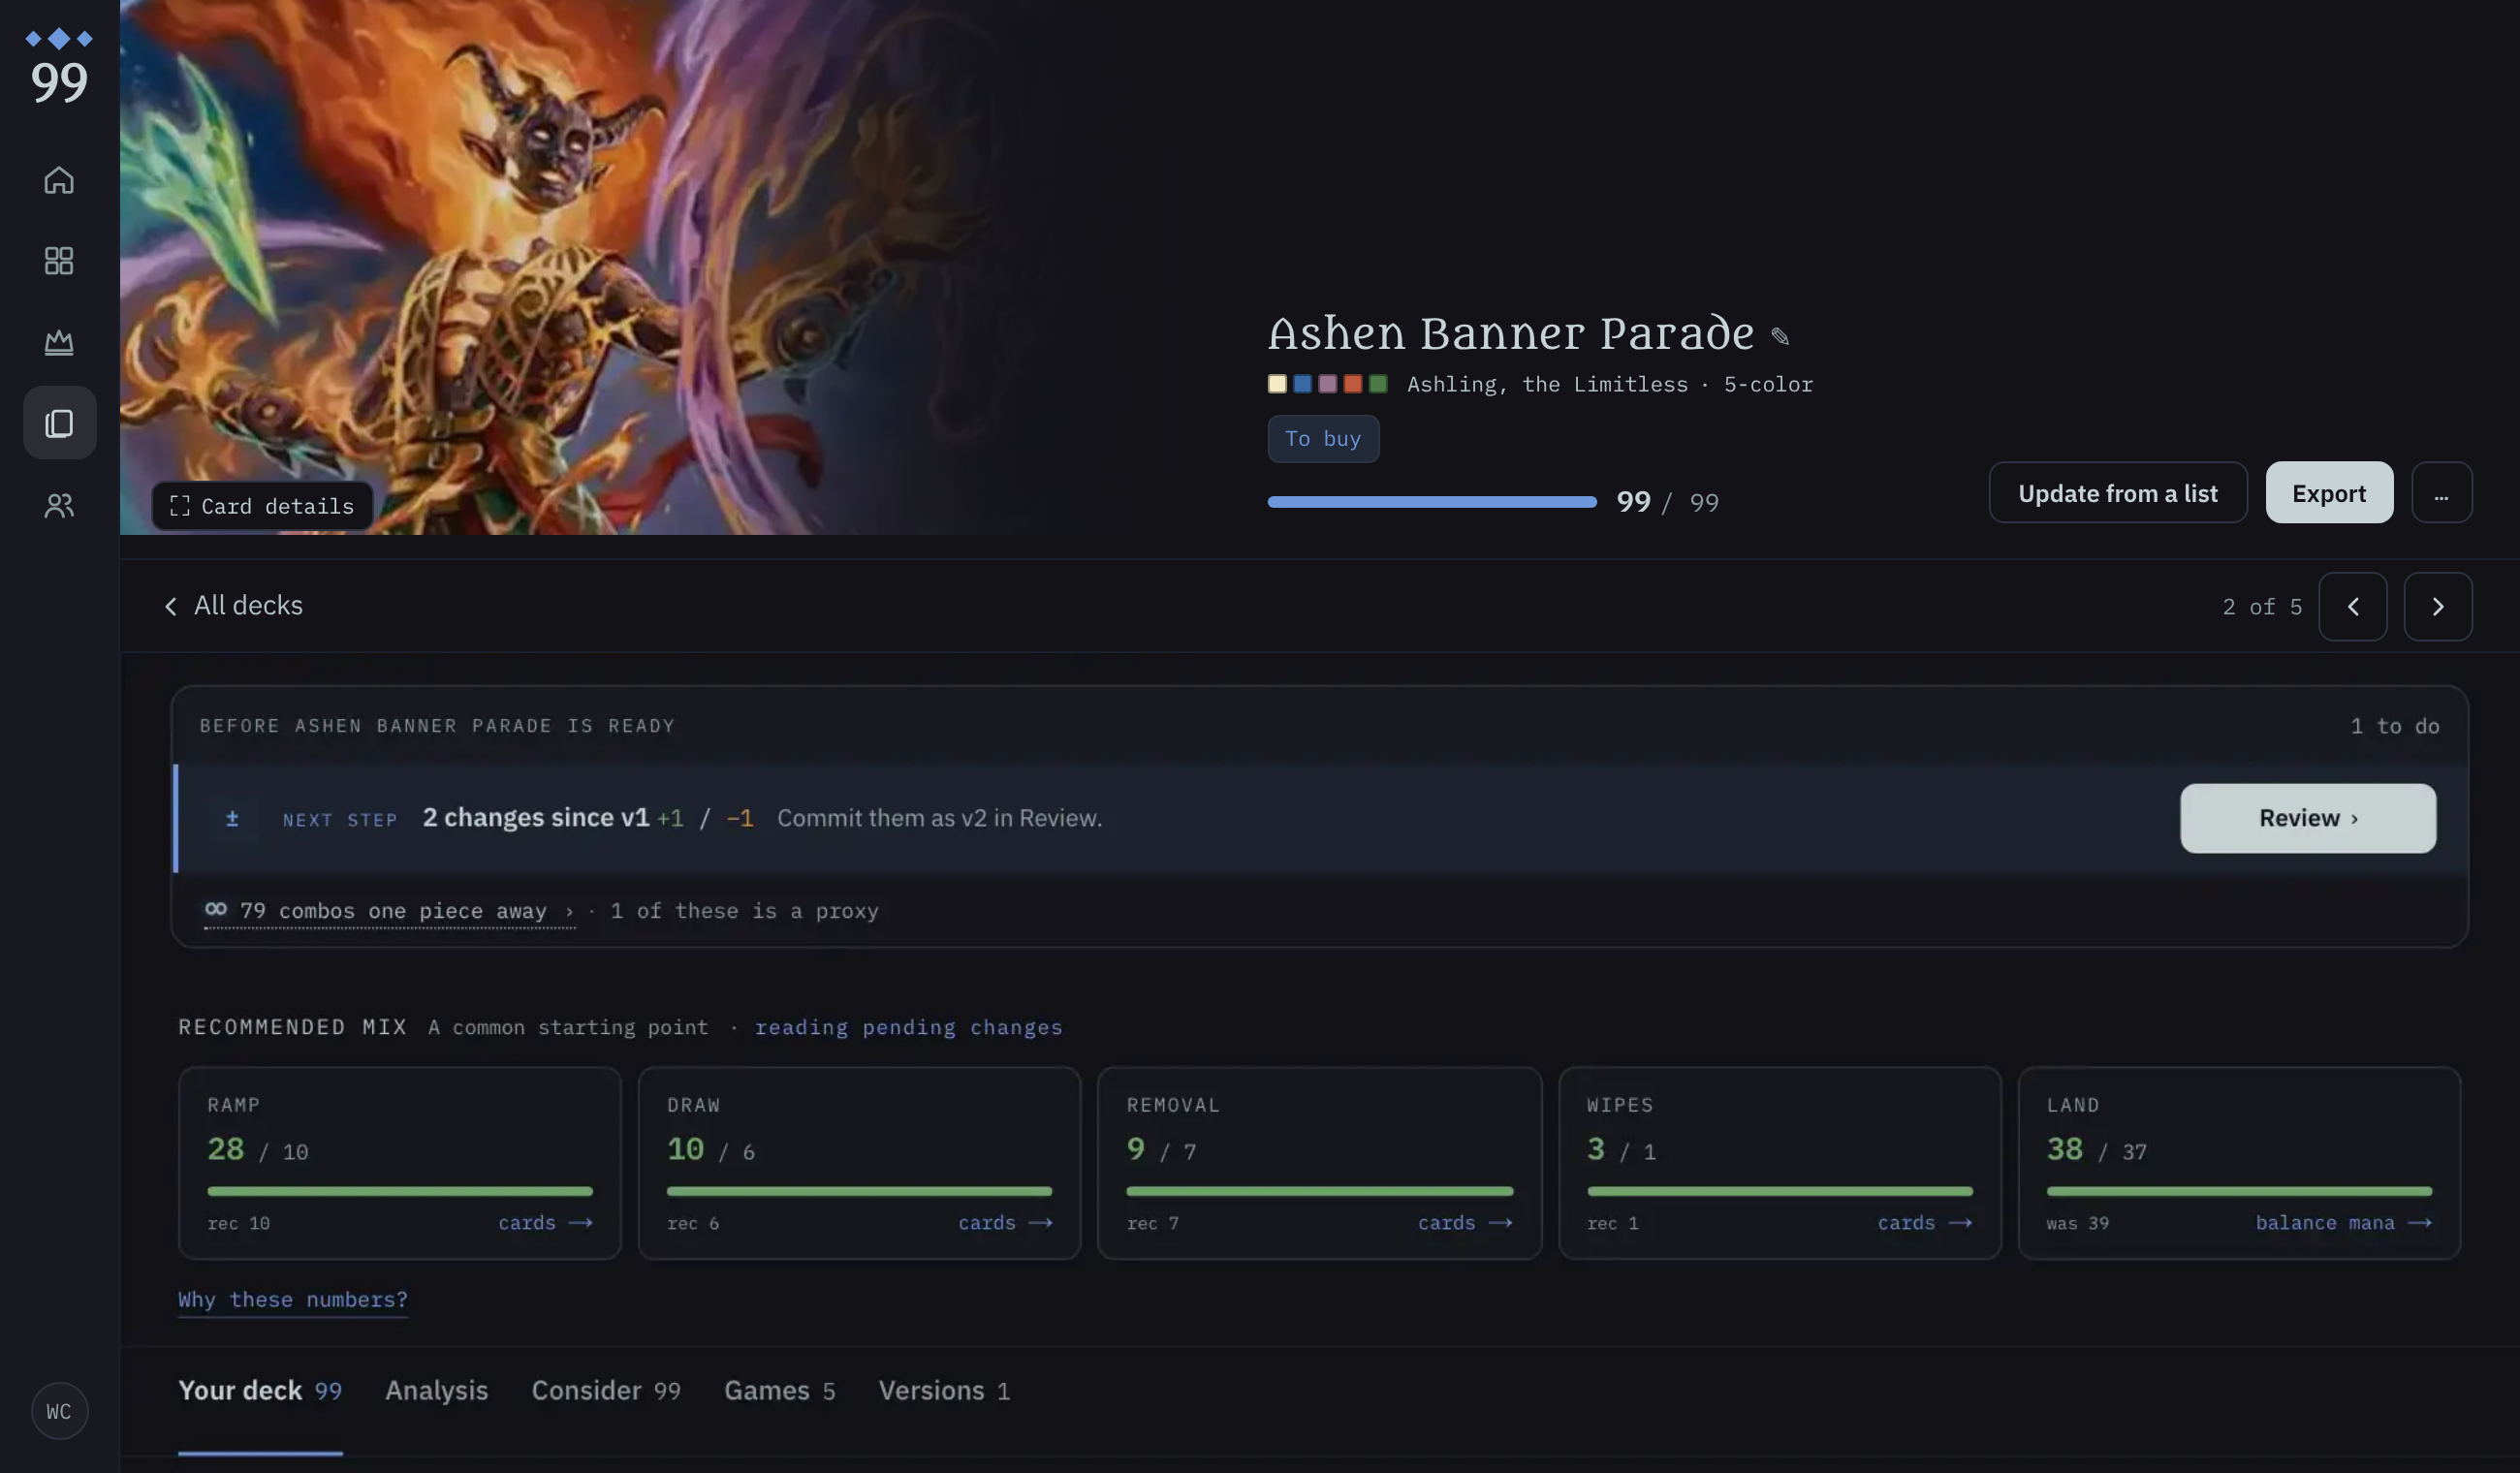 99
Ashen Banner Parade ✎
Ashling, the Limitless · 5-color
To buy
Card details
99 / 99
Update from a list
Export
...
All decks
2 of 5
BEFORE ASHEN BANNER PARADE IS READY
1 to do
± NEXT STEP 2 changes since v1 +1 / −1 Commit them as v2 in Review.
Review ›
∞ 79 combos one piece away › · 1 of these is a proxy
RECOMMENDED MIX A common starting point · reading pending changes
RAMP
28 / 10
rec 10 cards →
DRAW
10 / 6
rec 6 cards →
REMOVAL
9 / 7
rec 7 cards →
WIPES
3 / 1
rec 1 cards →
LAND
38 / 37
was 39 balance mana →
Why these numbers?
Your deck 99 Analysis Consider 99 Games 5 Versions 1
WC